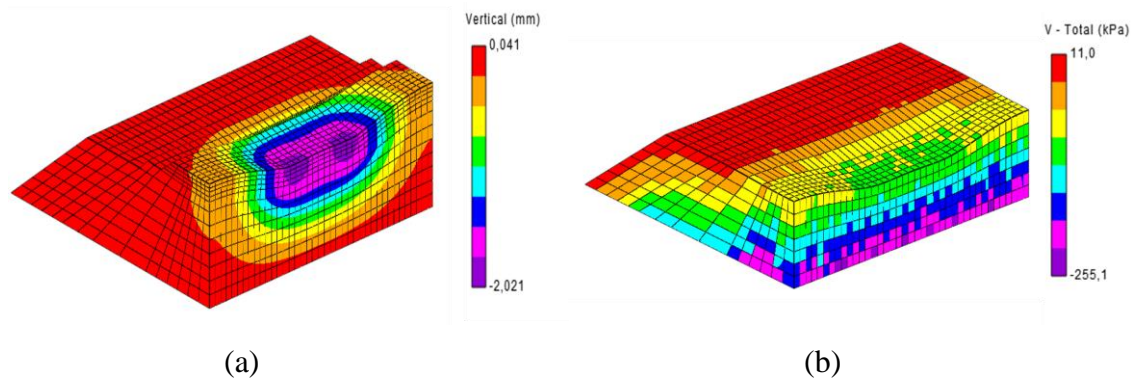 Vertical (mm)
0,041
-2,021
V - Total (kPa)
11,0
-255,1
(a)
(b)